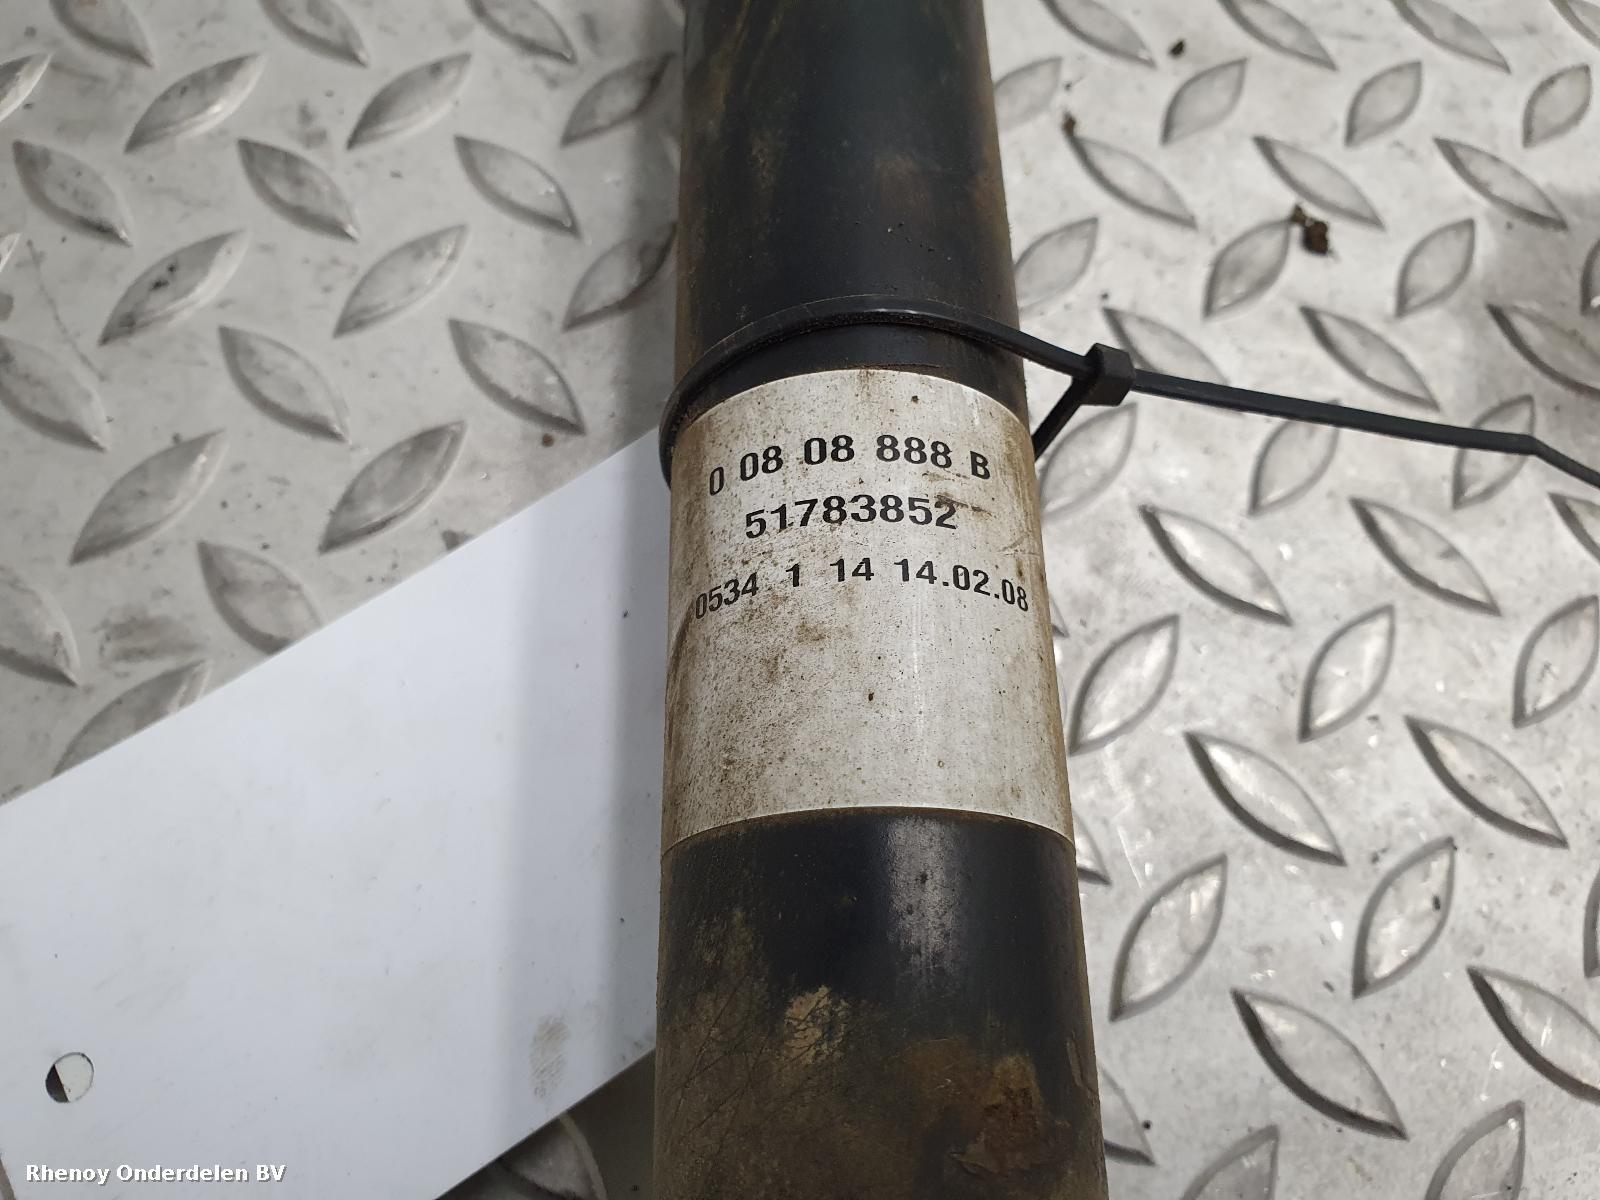 0 08 08 888 B
51783852
0534 1 14 14.02.08
Rhenoy Onderdelen BV